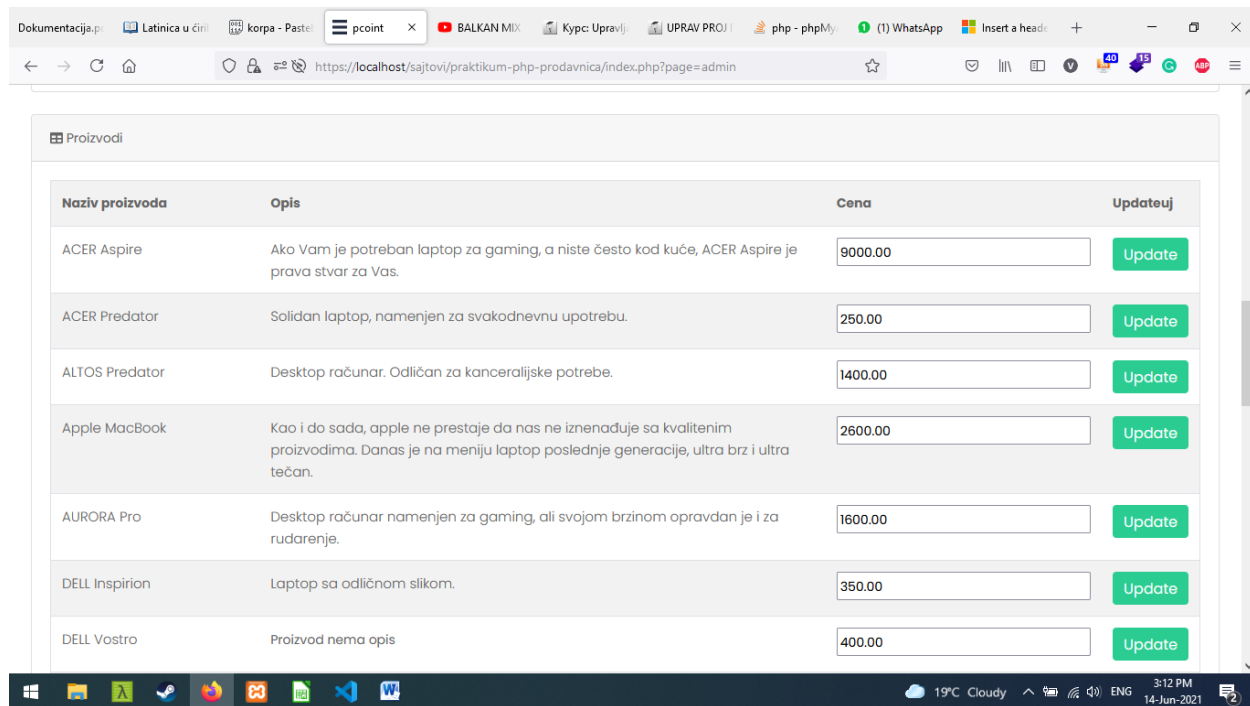 Dokumentacija.p
Latinica u ćiril
korpa - Pastel
pcoint
BALKAN MIX
Курс: Upravlj
UPRAV PROJ
php - phpMy
(1) WhatsApp
Insert a heade
https://localhost/sajtovi/praktikum-php-prodavnica/index.php?page=admin
40
15
ABP
Proizvodi
Naziv proizvoda Opis Cena Updateuj
ACER Aspire
Ako Vam je potreban laptop za gaming, a niste često kod kuće, ACER Aspire je
prava stvar za Vas.
9000.00
Update
ACER Predator
Solidan laptop, namenjen za svakodnevnu upotrebu.
250.00
Update
ALTOS Predator
Desktop računar. Odličan za kanceralijske potrebe.
1400.00
Update
Apple MacBook
Kao i do sada, apple ne prestaje da nas ne iznenađuje sa kvalitenim
proizvodima. Danas je na meniju laptop poslednje generacije, ultra brz i ultra
tečan.
2600.00
Update
AURORA Pro
Desktop računar namenjen za gaming, ali svojom brzinom opravdan je i za
rudarenje.
1600.00
Update
DELL Inspirion
Laptop sa odličnom slikom.
350.00
Update
DELL Vostro
Proizvod nema opis
400.00
Update
19°C Cloudy
ENG
3:12 PM
14-Jun-2021
2